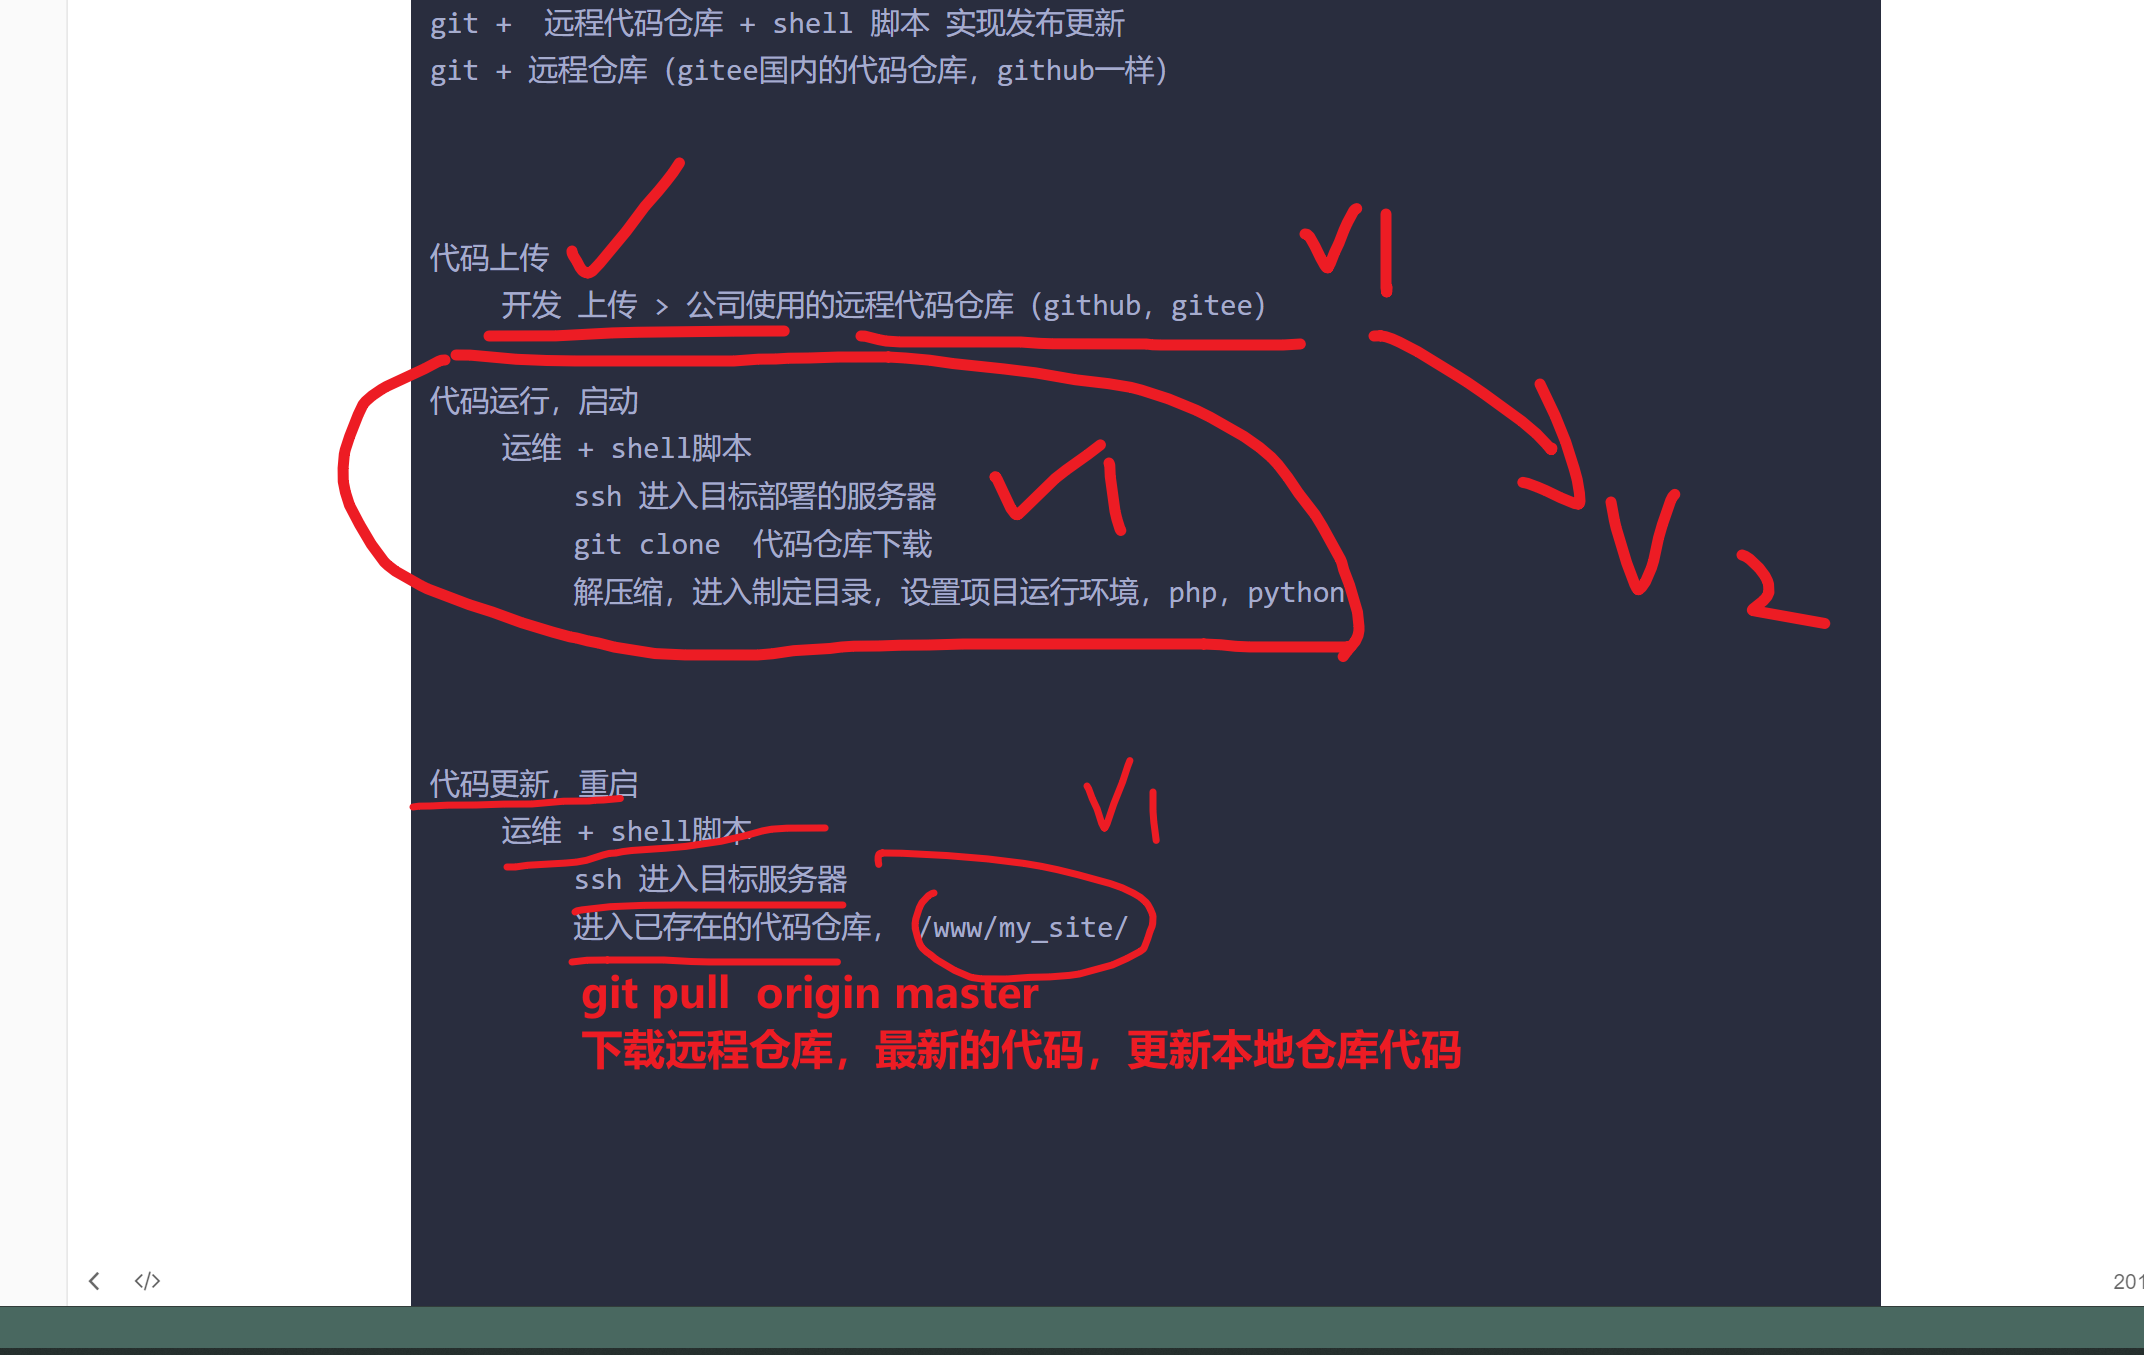 git +  远程代码仓库 + shell 脚本 实现发布更新
git + 远程仓库（gitee国内的代码仓库，github一样）
代码上传
V1
开发 上传 > 公司使用的远程代码仓库（github，gitee）
代码运行，启动
运维 + shell脚本
ssh 进入目标部署的服务器
V1
git clone  代码仓库下载
V2
解压缩，进入制定目录，设置项目运行环境，php，python
代码更新，重启
V1
运维 + shell脚本
ssh 进入目标服务器
进入已存在的代码仓库， /www/my_site/
git pull  origin master
下载远程仓库，最新的代码，更新本地仓库代码